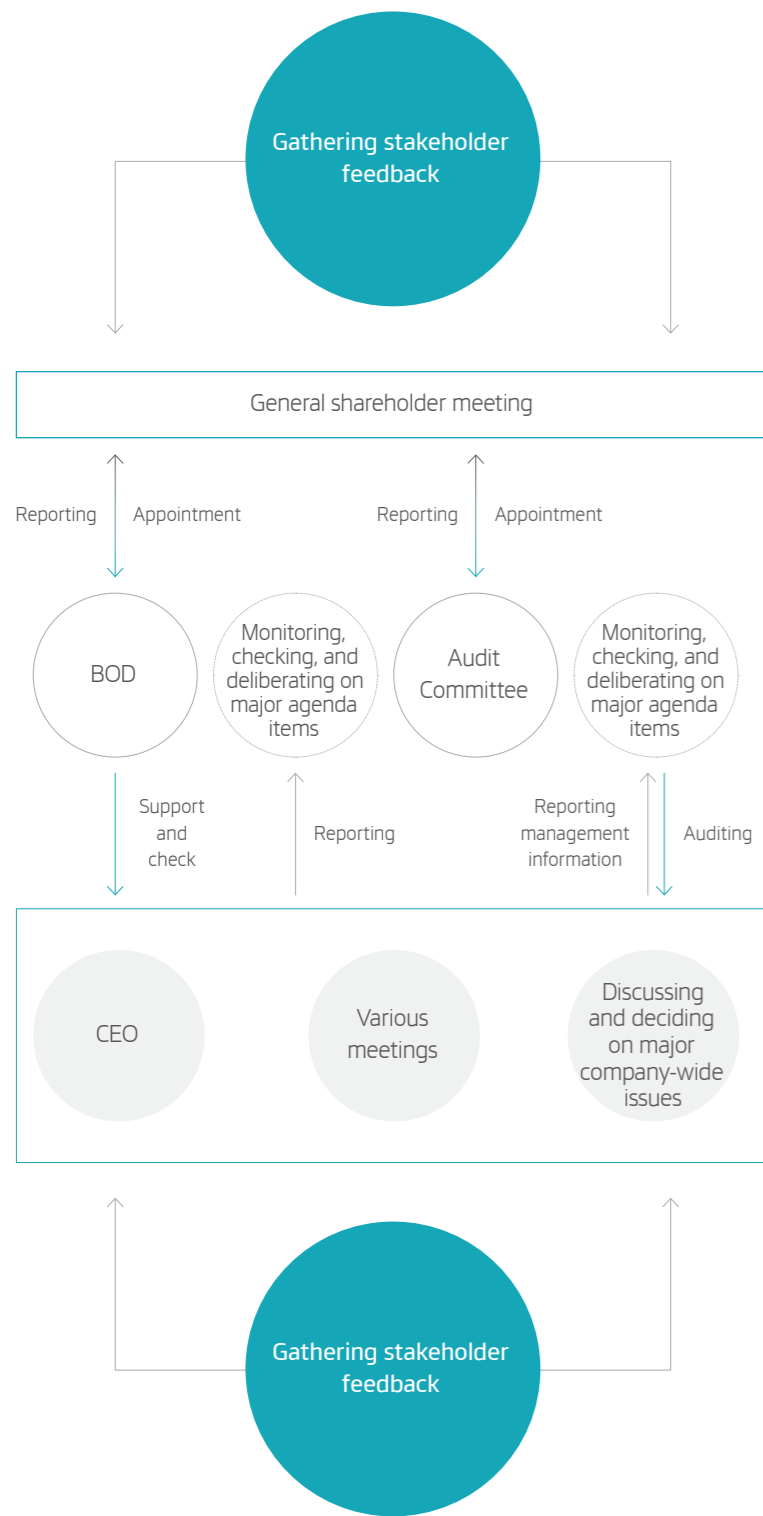 Gathering stakeholder
feedback
General shareholder meeting
Reporting
Appointment
Reporting
Appointment
BOD
Monitoring,
checking, and
deliberating on
major agenda
items
Audit
Committee
Monitoring,
checking, and
deliberating on
major agenda
items
Support
and
check
Reporting
Reporting
management
information
Auditing
CEO
Various
meetings
Discussing
and deciding
on major
company-wide
issues
Gathering stakeholder
feedback